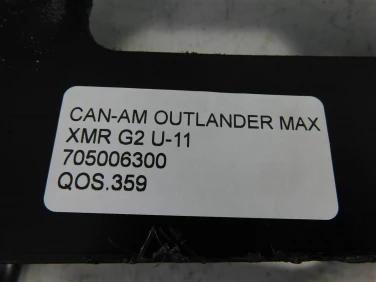 CAN-AM OUTLANDER MAX
XMR G2 U-11
705006300
QOS.359